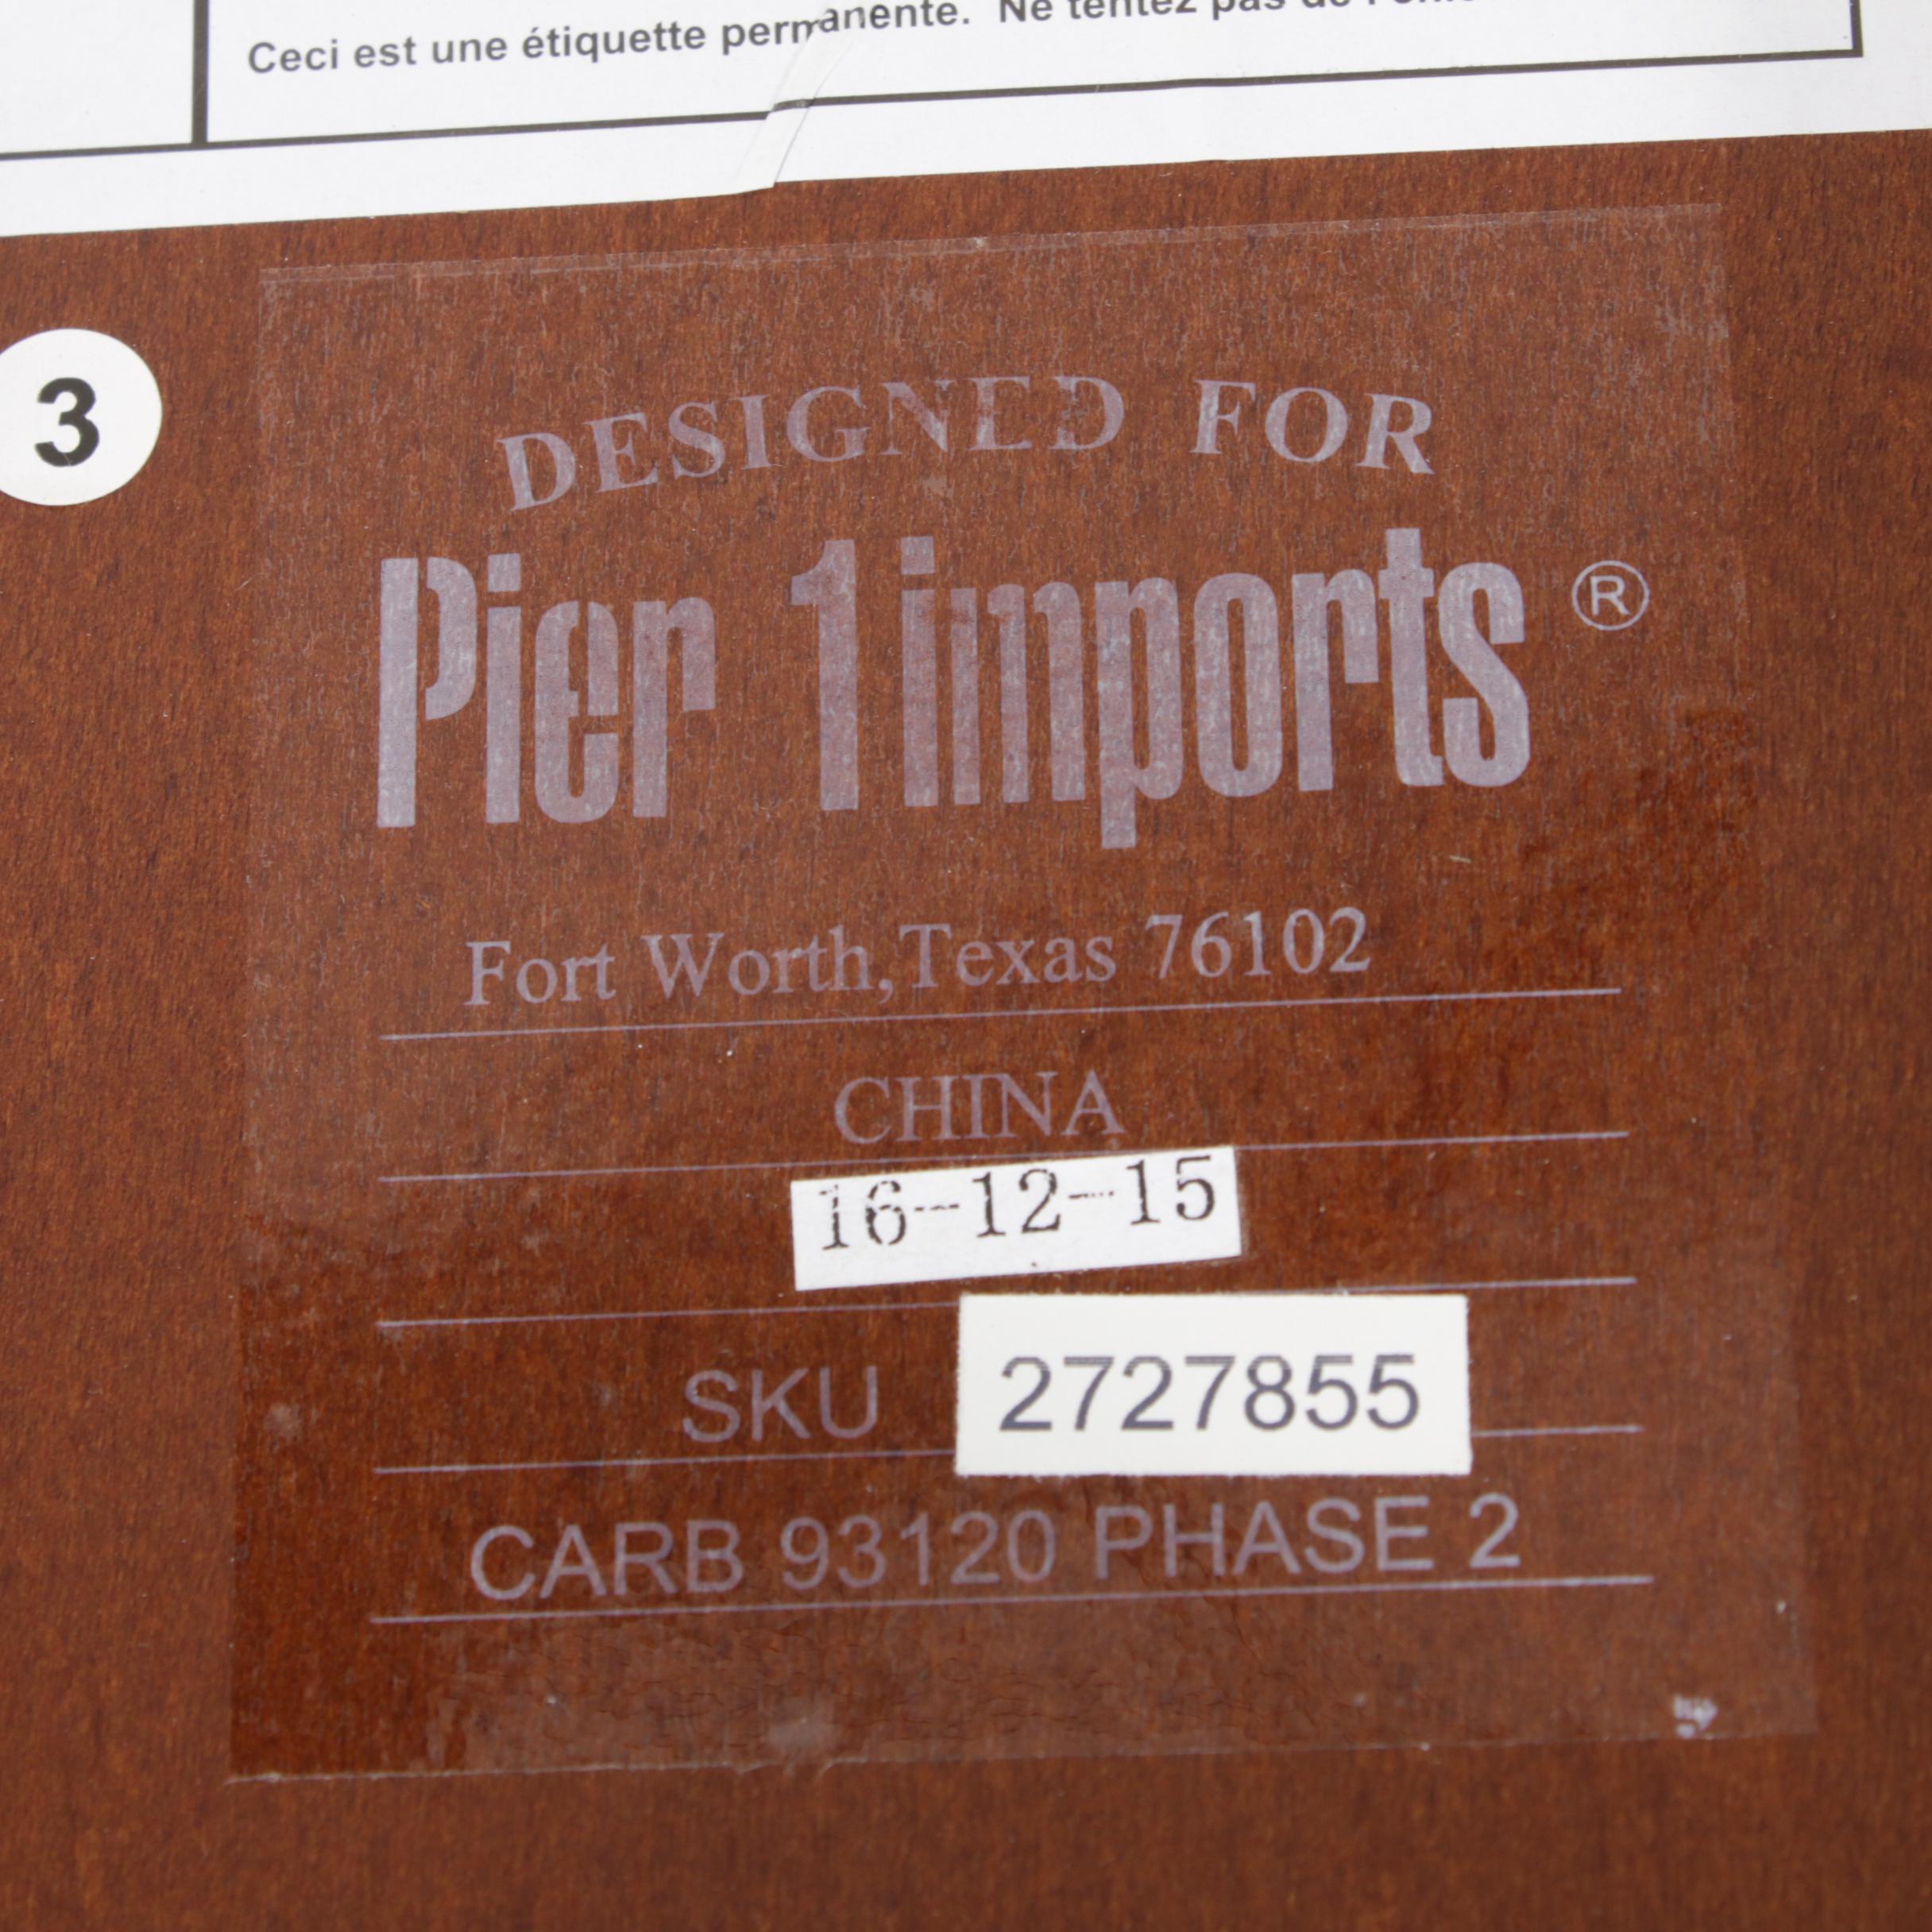 Ceci est une étiquette permanente. Ne tentez pas de
3
DESIGNED FOR
Pier 1 imports ®
Fort Worth,Texas 76102
CHINA
16-12-15
SKU 2727855
CARB 93120 PHASE 2